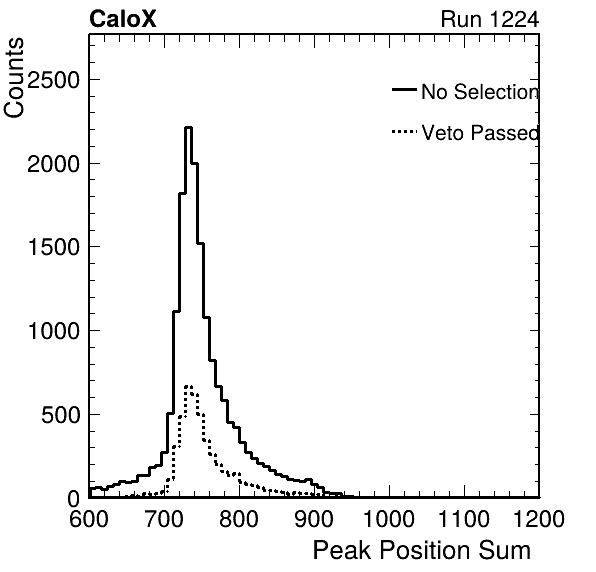 CaloX Run 1224
Counts
2500
2000
1500
1000
500
0
No Selection
Veto Passed
600 700 800 900 1000 1100 1200
Peak Position Sum